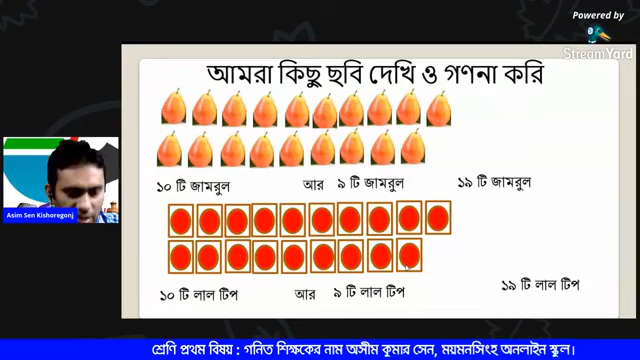 Powered by
StreamYard
আমরা কিছু ছবি দেখি ও গণনা করি
১০ টি জামরুল আর ৯ টি জামরুল ১৯ টি জামরুল
Asim Sen Kishoregonj
১০ টি লাল টিপ আর ৯ টি লাল টিপ ১৯ টি লাল টিপ
শ্রেণি প্রথম বিষয় : গনিত শিক্ষকের নাম অসীম কুমার সেন, ময়মনসিংহ অনলাইন স্কুল।